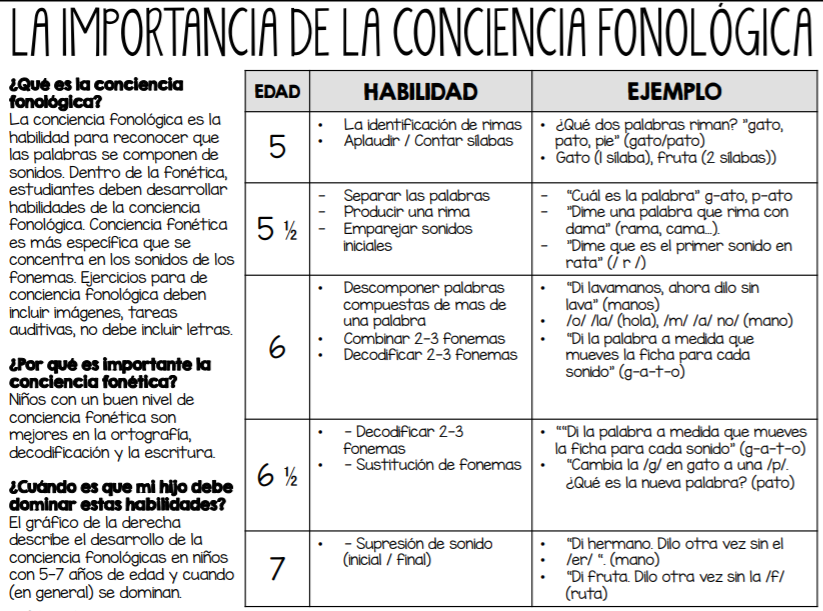 LA IMPORTANCIA DE LA CONCIENCIA FONOLÓGICA
¿Qué es la conciencia
fonológica?
La conciencia fonológica es la
habilidad para reconocer que
las palabras se componen de
sonidos. Dentro de la fonética,
estudiantes deben desarrollar
habilidades de la conciencia
fonológica. Conciencia fonética
es más específica que se
concentra en los sonidos de los
fonemas. Ejercicios para de
conciencia fonológica deben
incluir imágenes, tareas
auditivas, no debe incluir letras.
¿Por qué es importante la
conciencia fonética?
Niños con un buen nivel de
conciencia fonética son
mejores en la ortografía,
decodificación y la escritura.
¿Cuándo es que mi hijo debe
dominar estas habilidades?
El gráfico de la derecha
describe el desarrollo de la
conciencia fonológicas en niños
con 5-7 años de edad y cuando
(en general) se dominan.
EDAD HABILIDAD EJEMPLO
5
• La identificación de rimas
• Aplaudir / Contar sílabas
• ¿Qué dos palabras riman? "gato,
pato, pie" (gato/pato)
• Gato (1 sílaba), fruta (2 sílabas))
5 ½
- Separar las palabras
- Producir una rima
- Emparejar sonidos
iniciales
- "Cuál es la palabra" g-ato, p-ato
- "Dime una palabra que rima con
dama" (rama, cama...).
- "Dime que es el primer sonido en
rata" (/ r /)
6
• Descomponer palabras
compuestas de mas de
una palabra
• Combinar 2-3 fonemas
• Decodificar 2-3 fonemas
• "Di lavamanos, ahora dilo sin
lava" (manos)
• /o/ /la/ (hola), /m/ /a/ no/ (mano)
• "Di la palabra a medida que
mueves la ficha para cada
sonido" (g-a-t-o)
6 ½
• - Decodificar 2-3
fonemas
• - Sustitución de fonemas
• ""Di la palabra a medida que mueves
la ficha para cada sonido" (g-a-t-o)
• "Cambia la /g/ en gato a una /p/.
¿Qué es la nueva palabra? (pato)
7
• - Supresión de sonido
(inicial / final)
• "Di hermano. Dilo otra vez sin el
• /er/ ". (mano)
• "Di fruta. Dilo otra vez sin la /f/
(ruta)